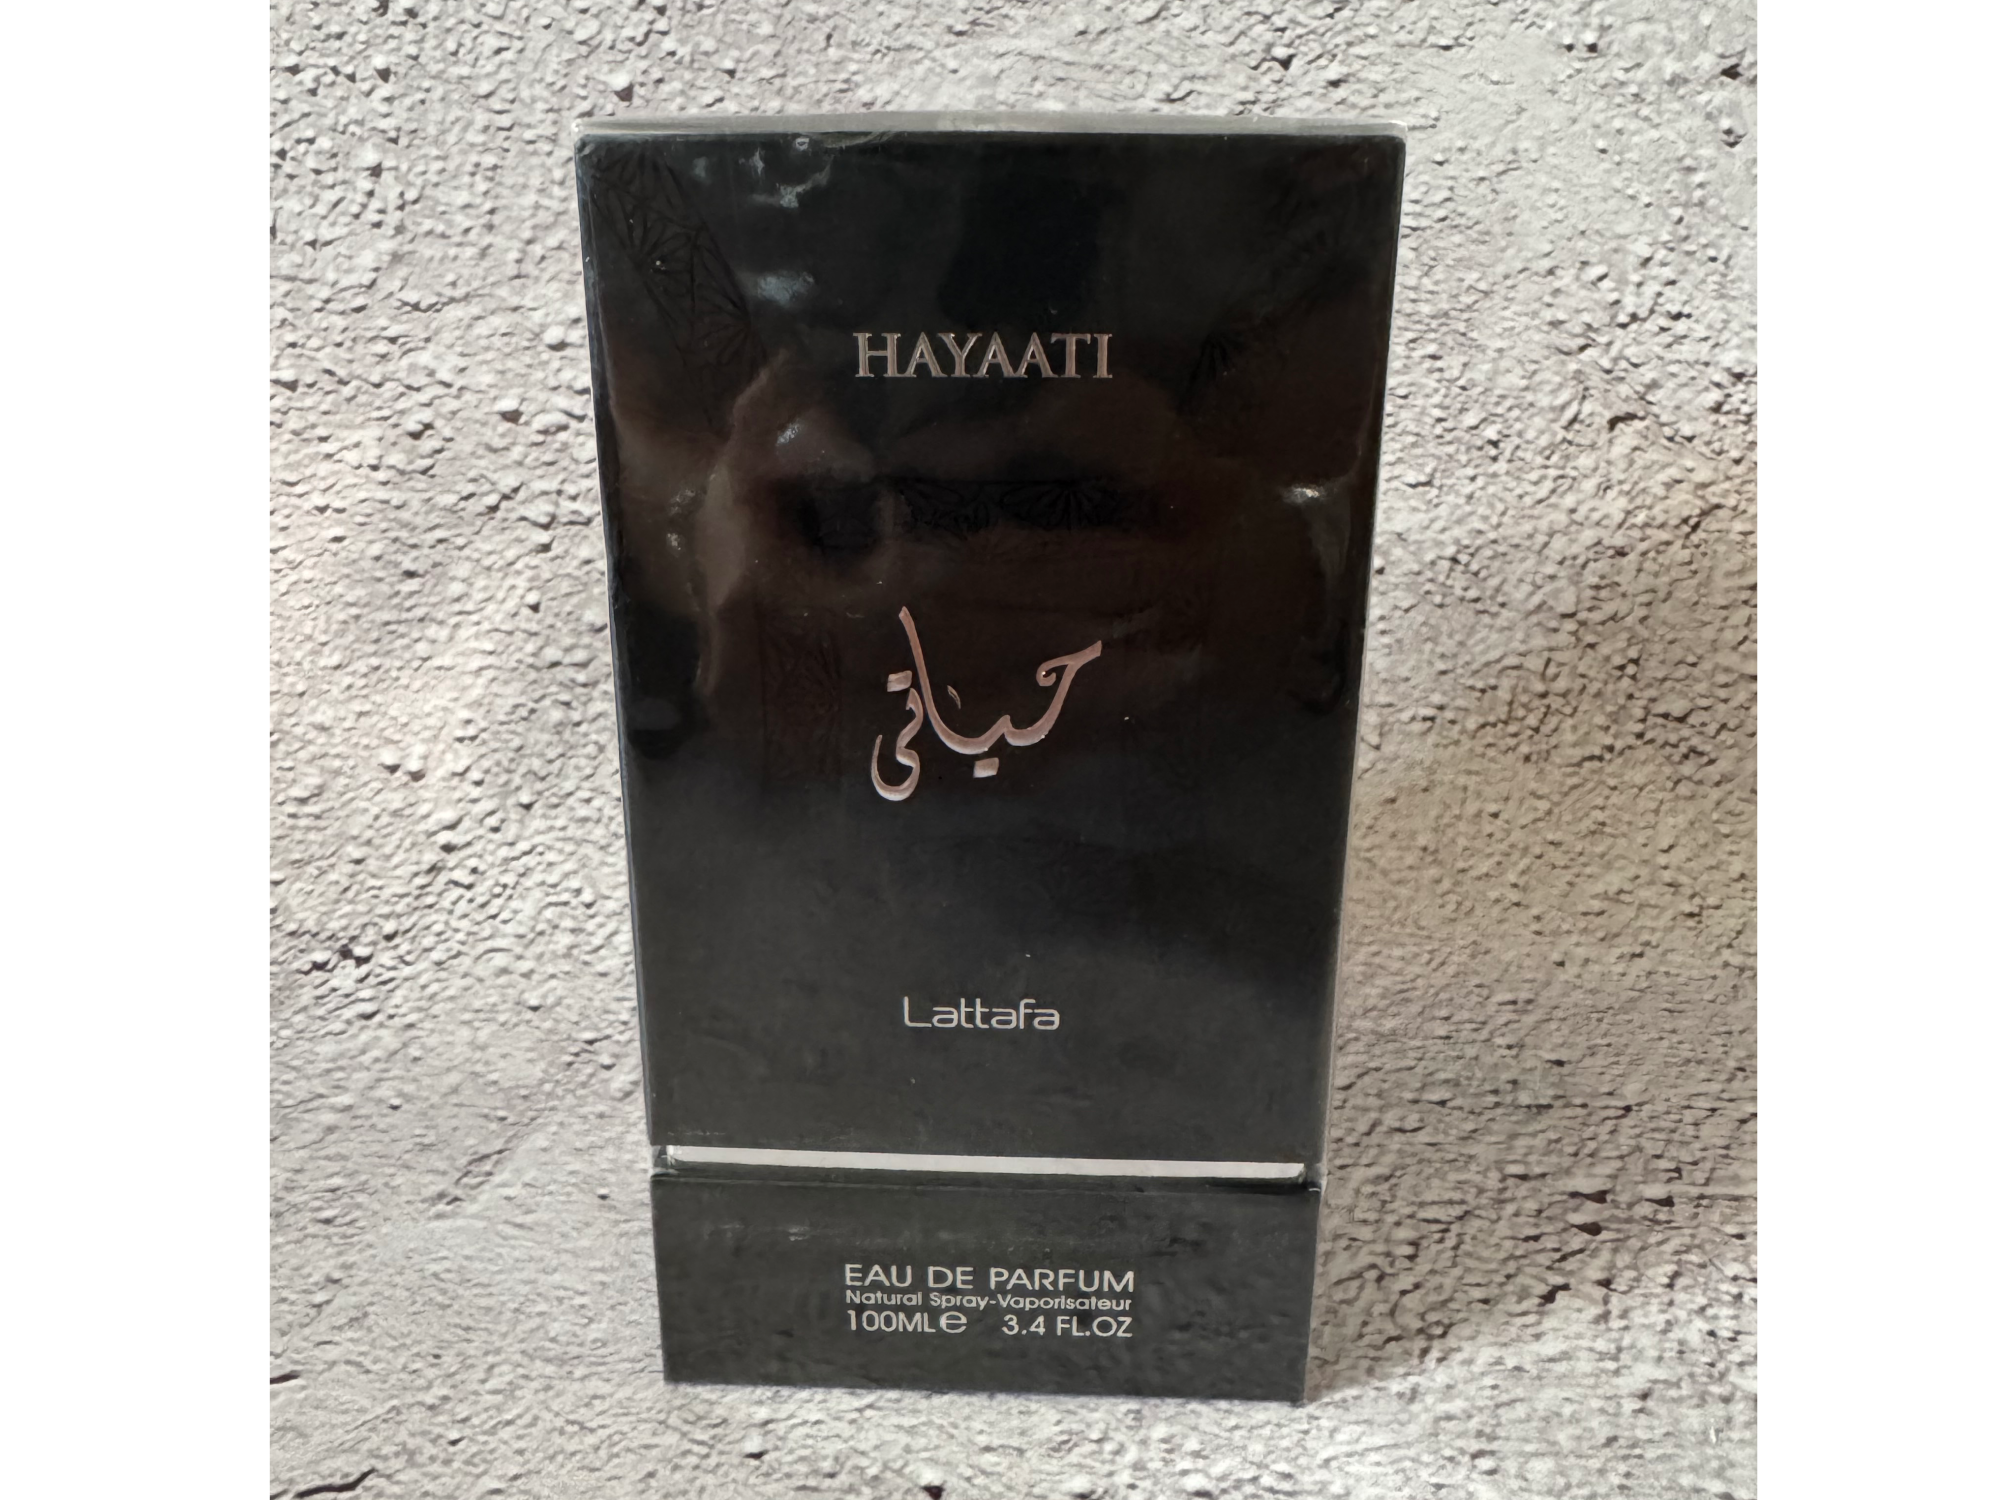 HAYAATI
حياتي
Lattafa
EAU DE PARFUM
Natural Spray-Vaporisateur
100ML℮ 3.4 FL.OZ